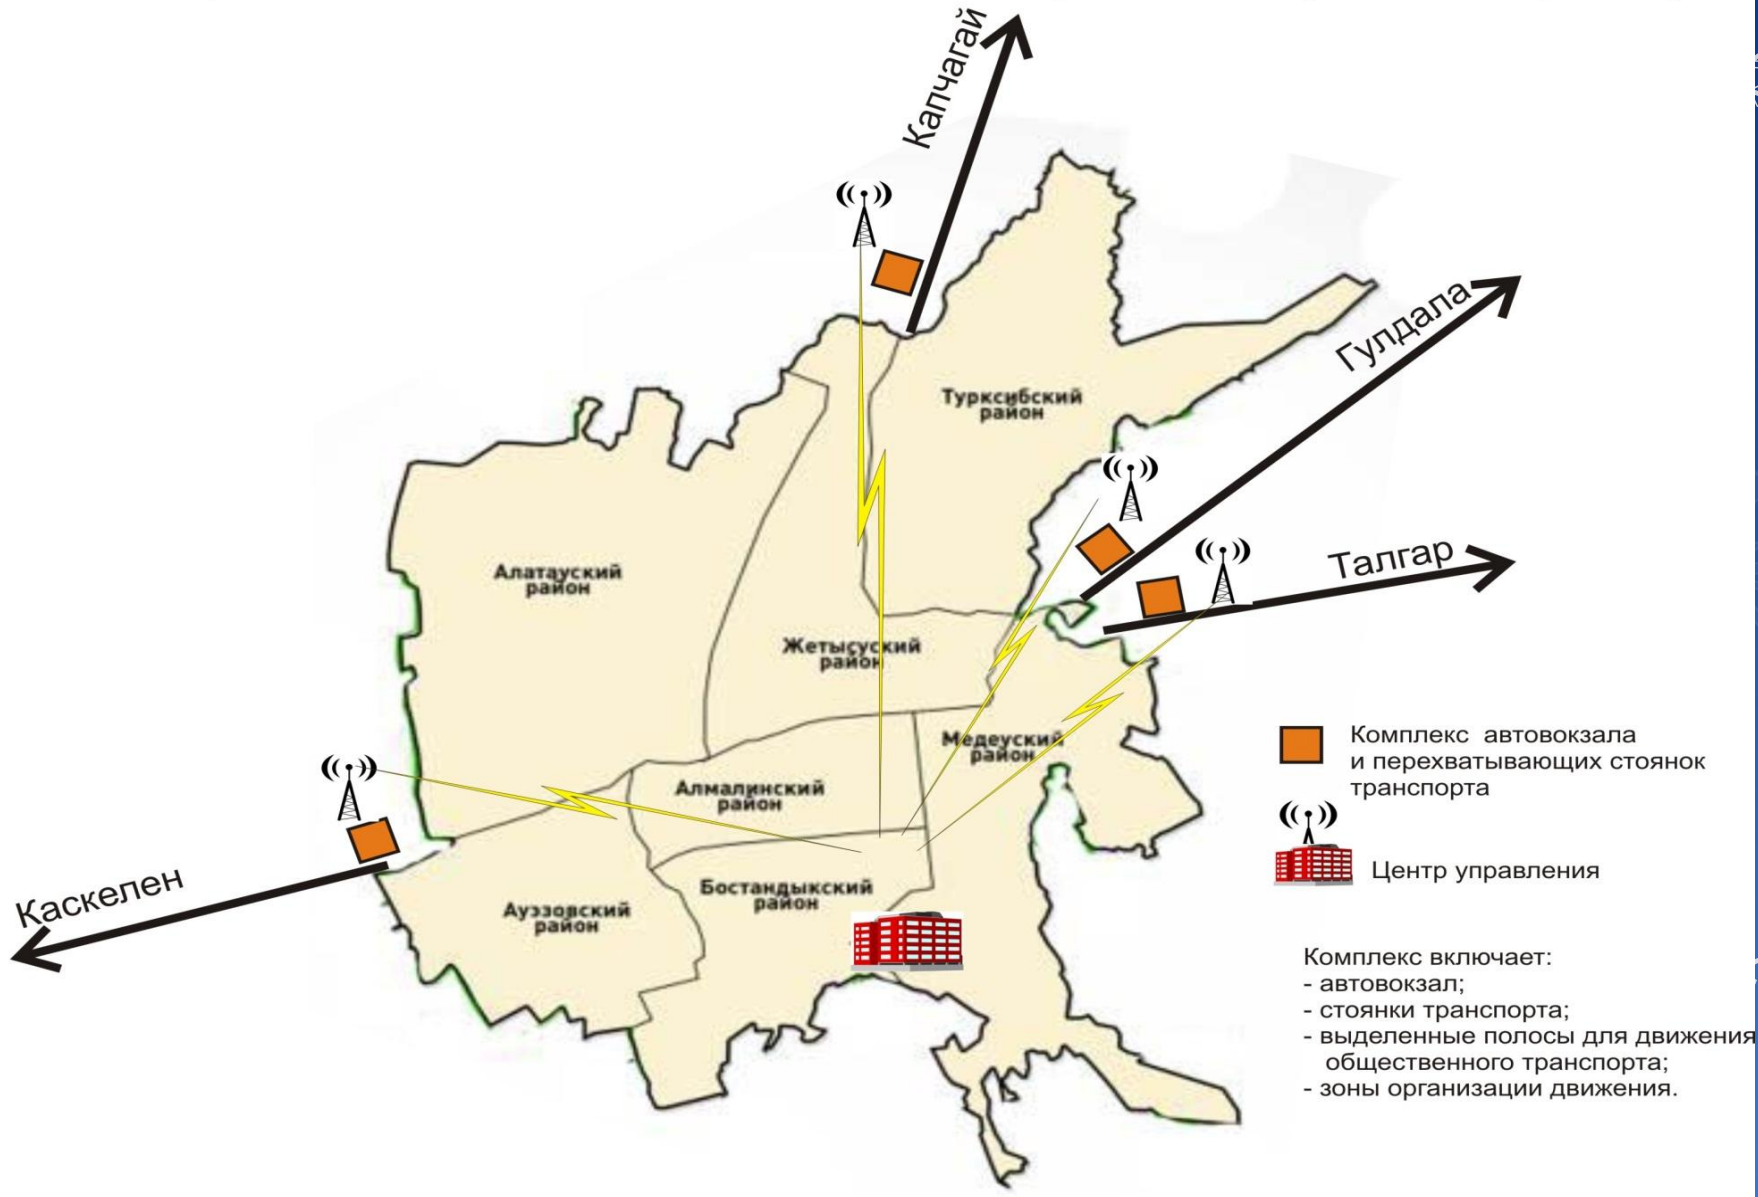 Капчагай
Гулдала
Турксибский
район
Талгар
Алатауский
район
Жетысуский
район
Медеуский
район
Алмалинский
район
Каскелен
Бостандыкский
район
Ауэзовский
район
Комплекс автовокзала
и перехватывающих стоянок
транспорта
Центр управления
Комплекс включает:
- автовокзал;
- стоянки транспорта;
- выделенные полосы для движения
общественного транспорта;
- зоны организации движения.